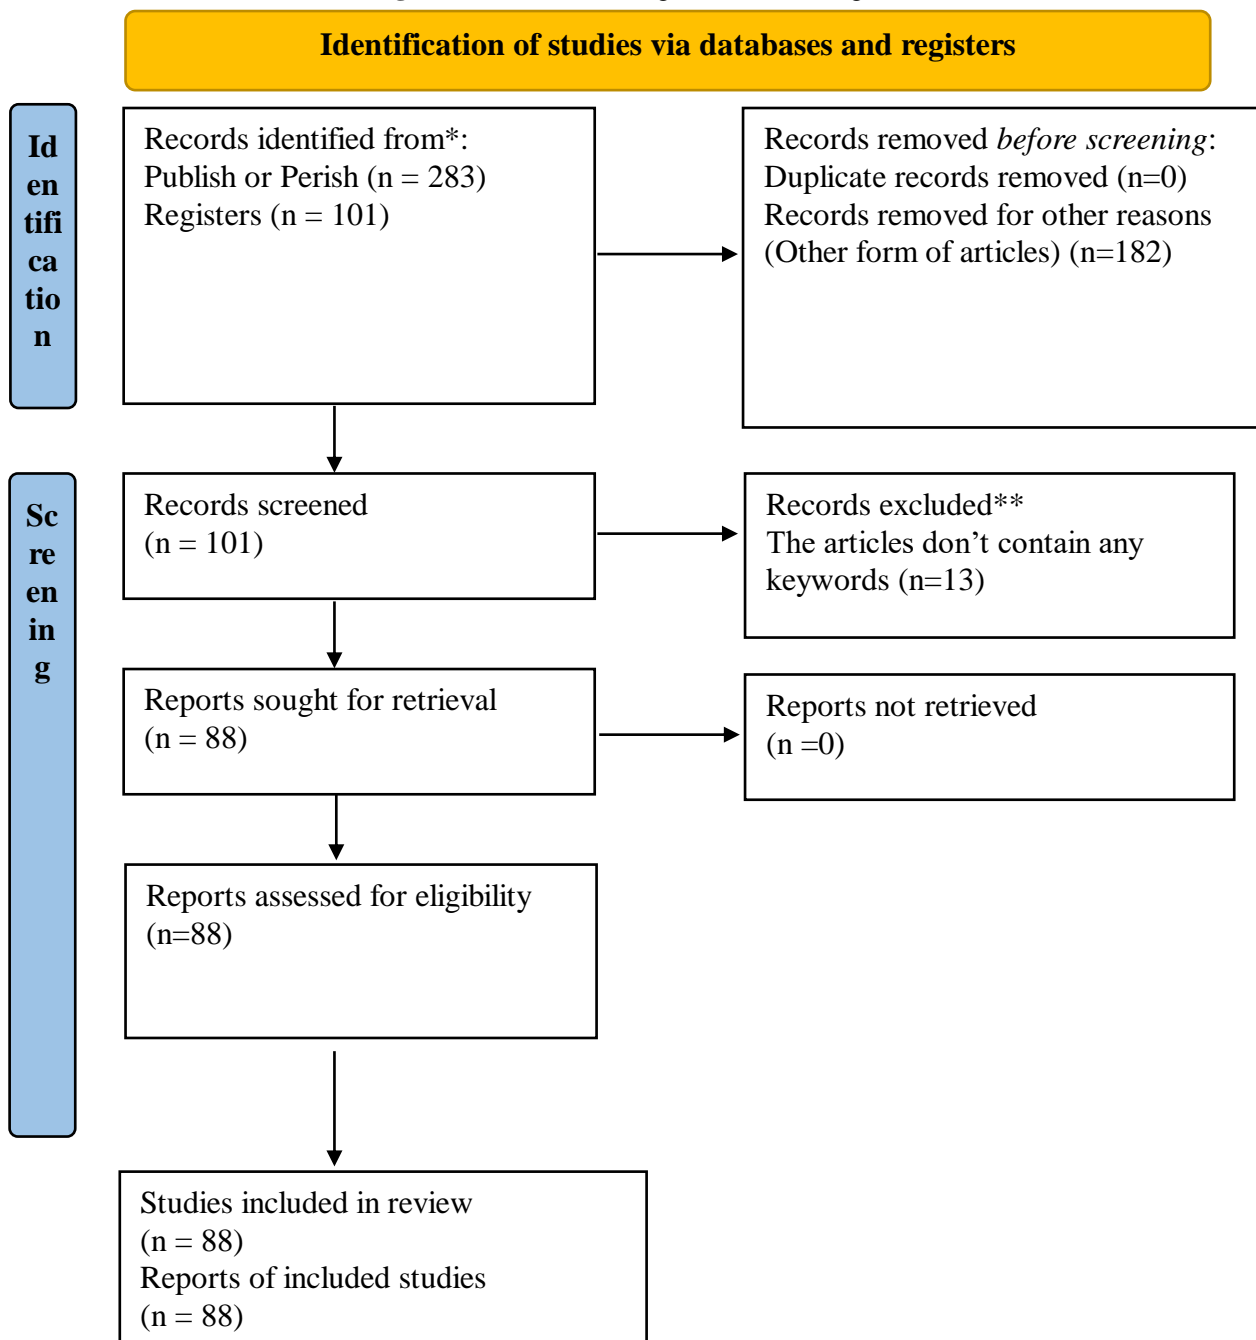 Identification of studies via databases and registers
Id
en
tifi
ca
tio
n
Records identified from*:
Publish or Perish (n = 283)
Registers (n = 101)
Records removed before screening:
Duplicate records removed (n=0)
Records removed for other reasons
(Other form of articles) (n=182)
Sc
re
en
in
g
Records screened
(n = 101)
Records excluded**
The articles don’t contain any
keywords (n=13)
Reports sought for retrieval
(n = 88)
Reports not retrieved
(n =0)
Reports assessed for eligibility
(n=88)
Studies included in review
(n = 88)
Reports of included studies
(n = 88)